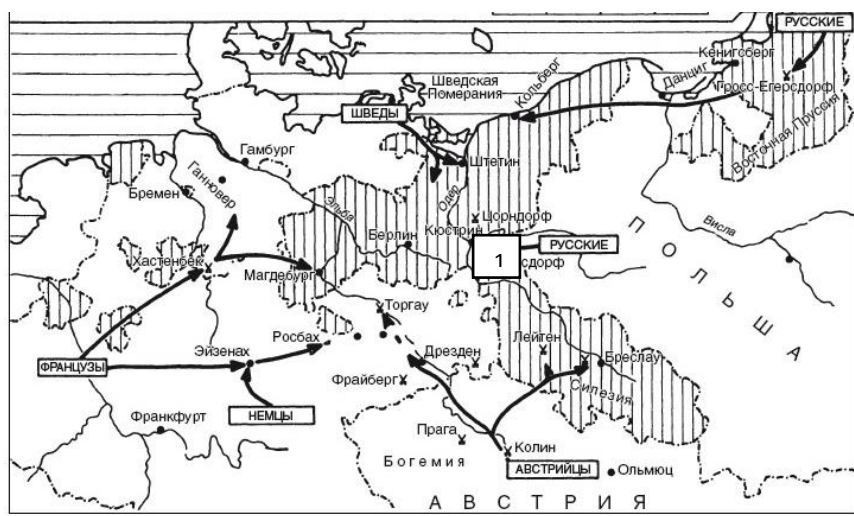 РУССКИЕ
Кенигсберг
Данциг
Гросс-Егерсдорф
Восточная Пруссия
Шведская
Померания
Кольберг
ШВЕДЫ
Штетин
Гамбург
Ганновер
Бремен
Эльба
Одер
Цорндорф
Кюстрин
Берлин
Висла
ПОЛЬША
РУССКИЕ
1
сдорф
Хастенбек
Магдебург
Торгау
Лейтен
Бреслау
Силезия
Росбах
Эйзенах
ФРАНЦУЗЫ
Дрезден
Фрайберг
НЕМЦЫ
Франкфурт
Прага
Колин
Богемия
АВСТРИЙЦЫ
Ольмюц
АВСТРИЯ